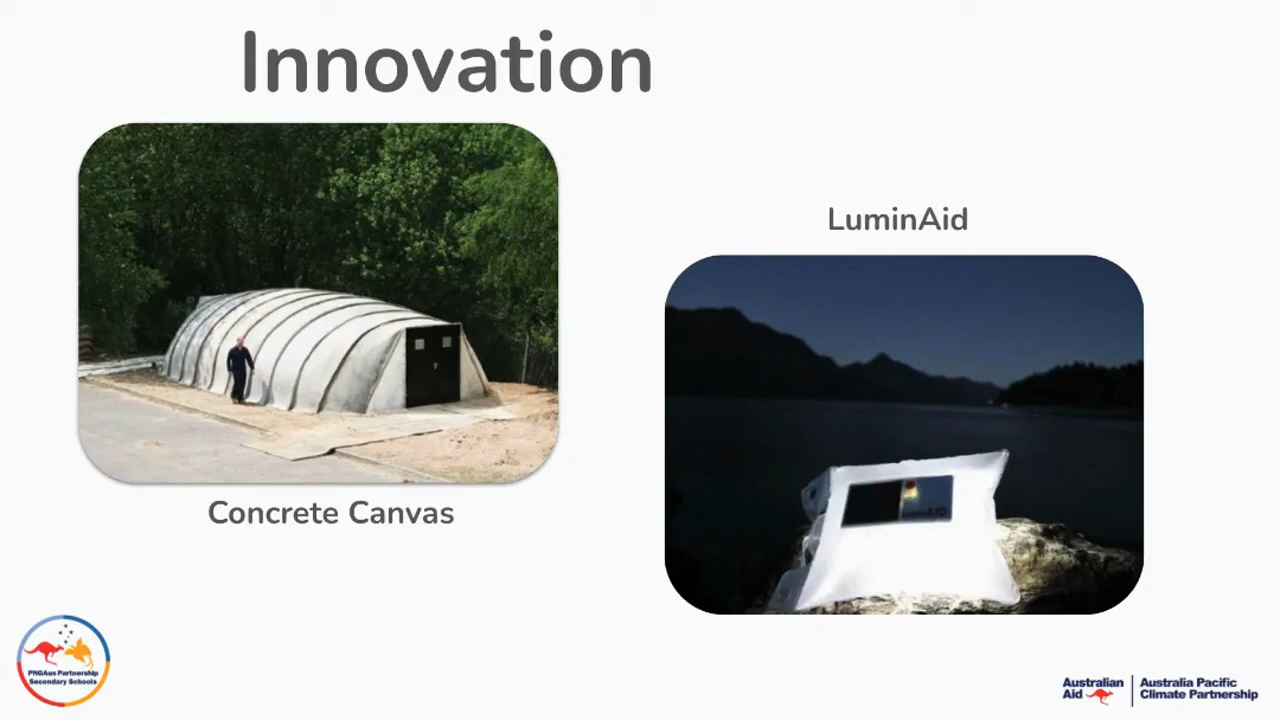 Innovation
LuminAid
Concrete Canvas
PNGAus Partnership
Secondary Schools
Australian
Aid
Australia Pacific
Climate Partnership